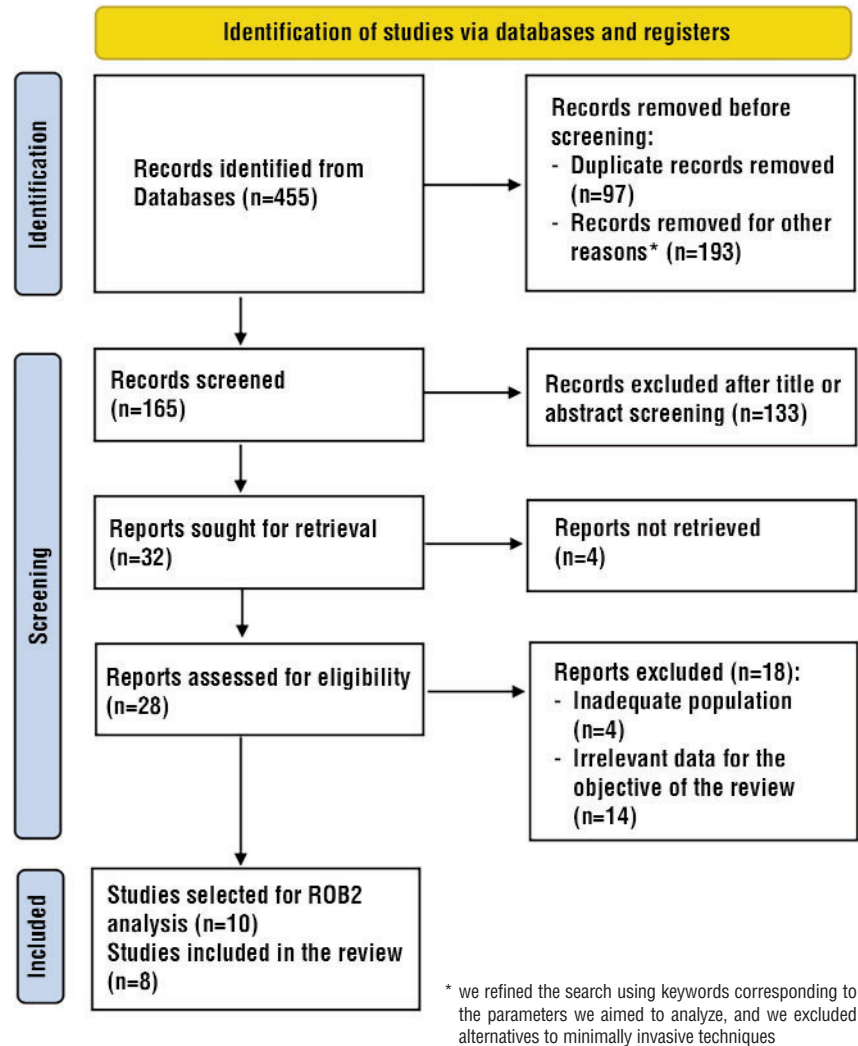 Identification of studies via databases and registers
Identification
Records identified from
Databases (n=455)
Records removed before
screening:
- Duplicate records removed
(n=97)
- Records removed for other
reasons* (n=193)
Screening
Records screened
(n=165)
Records excluded after title or
abstract screening (n=133)
Reports sought for retrieval
(n=32)
Reports not retrieved
(n=4)
Reports assessed for eligibility
(n=28)
Reports excluded (n=18):
- Inadequate population
(n=4)
- Irrelevant data for the
objective of the review
(n=14)
Included
Studies selected for ROB2
analysis (n=10)
Studies included in the review
(n=8)
* we refined the search using keywords corresponding to
the parameters we aimed to analyze, and we excluded
alternatives to minimally invasive techniques